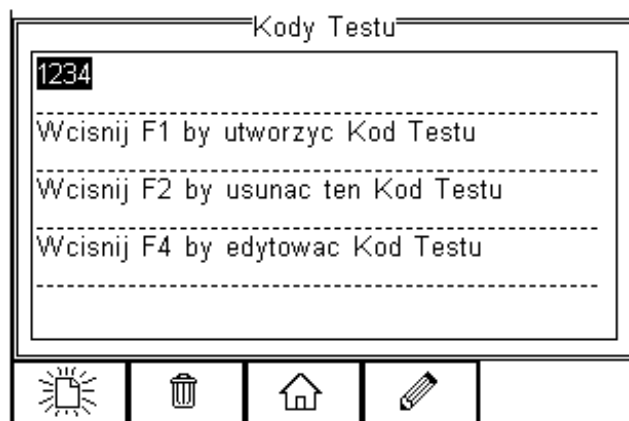 Kody Testu
1234
Wcisnij F1 by utworzyc Kod Testu
Wcisnij F2 by usunac ten Kod Testu
Wcisnij F4 by edytowac Kod Testu